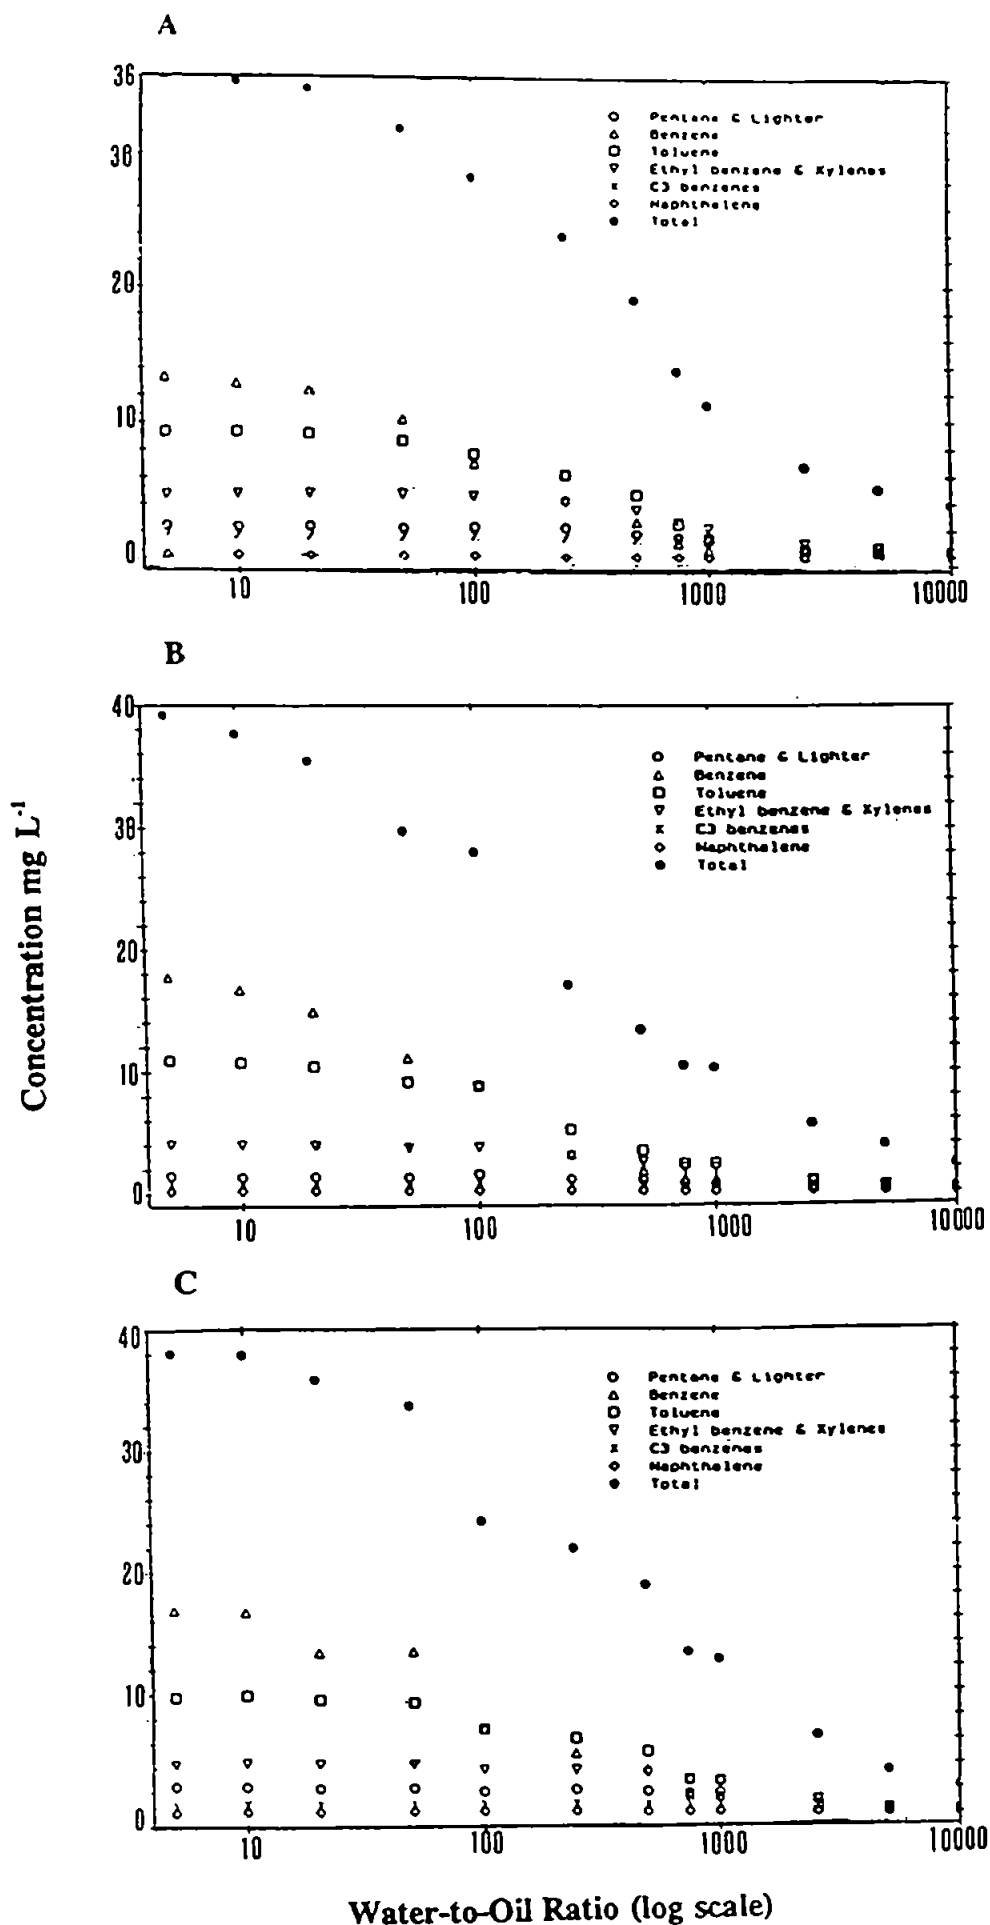 A
36
30
20
10
0
Pentane & Lighter
Benzene
Toluene
Ethyl benzene & Xylenes
C3 benzenes
Naphthalene
Total
10
100
1000
10000
B
40
30
20
10
0
Pentane & Lighter
Benzene
Toluene
Ethyl benzene & Xylenes
C3 benzenes
Naphthalene
Total
10
100
1000
10000
Concentration mg L⁻¹
C
40
30
20
10
0
Pentane & Lighter
Benzene
Toluene
Ethyl benzene & Xylenes
C3 benzenes
Naphthalene
Total
10
100
1000
10000
Water-to-Oil Ratio (log scale)